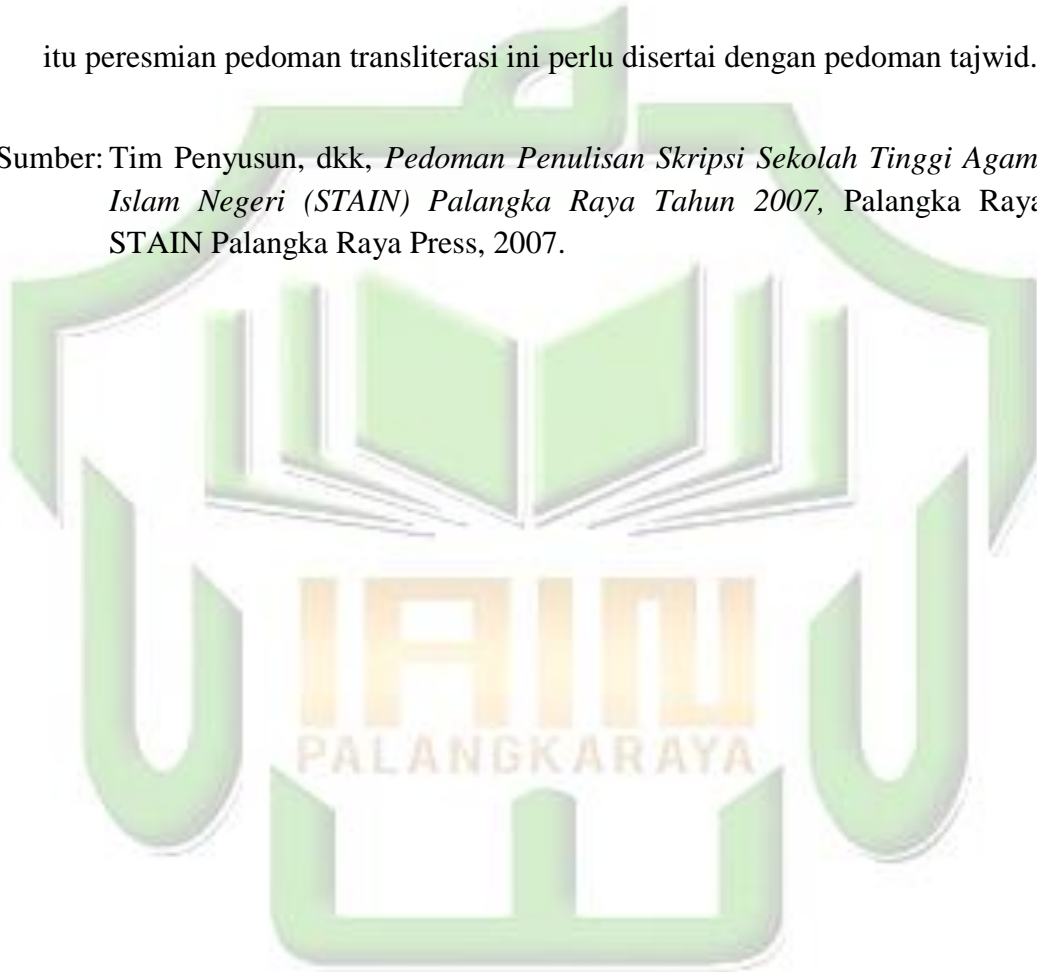 itu peresmian pedoman transliterasi ini perlu disertai dengan pedoman tajwid.
Sumber: Tim Penyusun, dkk, Pedoman Penulisan Skripsi Sekolah Tinggi Agam
Islam Negeri (STAIN) Palangka Raya Tahun 2007, Palangka Raya
STAIN Palangka Raya Press, 2007.
IAIN
PALANGKARAYA